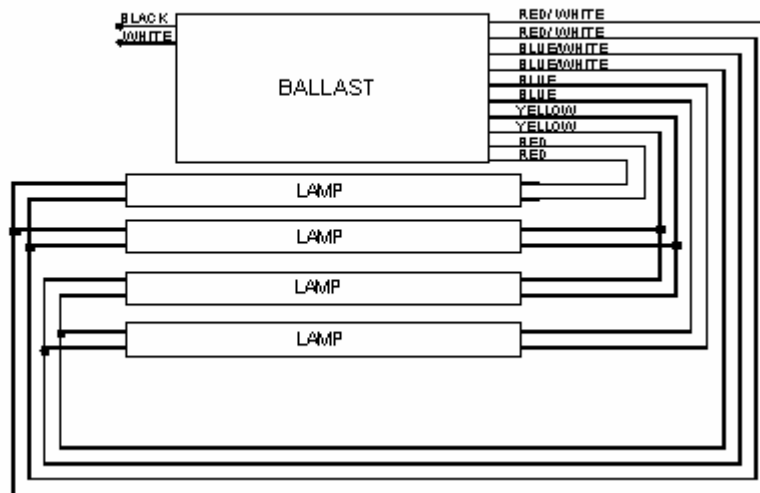 BLACK
WHITE
BALLAST
RED/WHITE
RED/WHITE
BLUE/WHITE
BLUE/WHITE
BLUE
BLUE
YELLOW
YELLOW
RED
RED
LAMP
LAMP
LAMP
LAMP